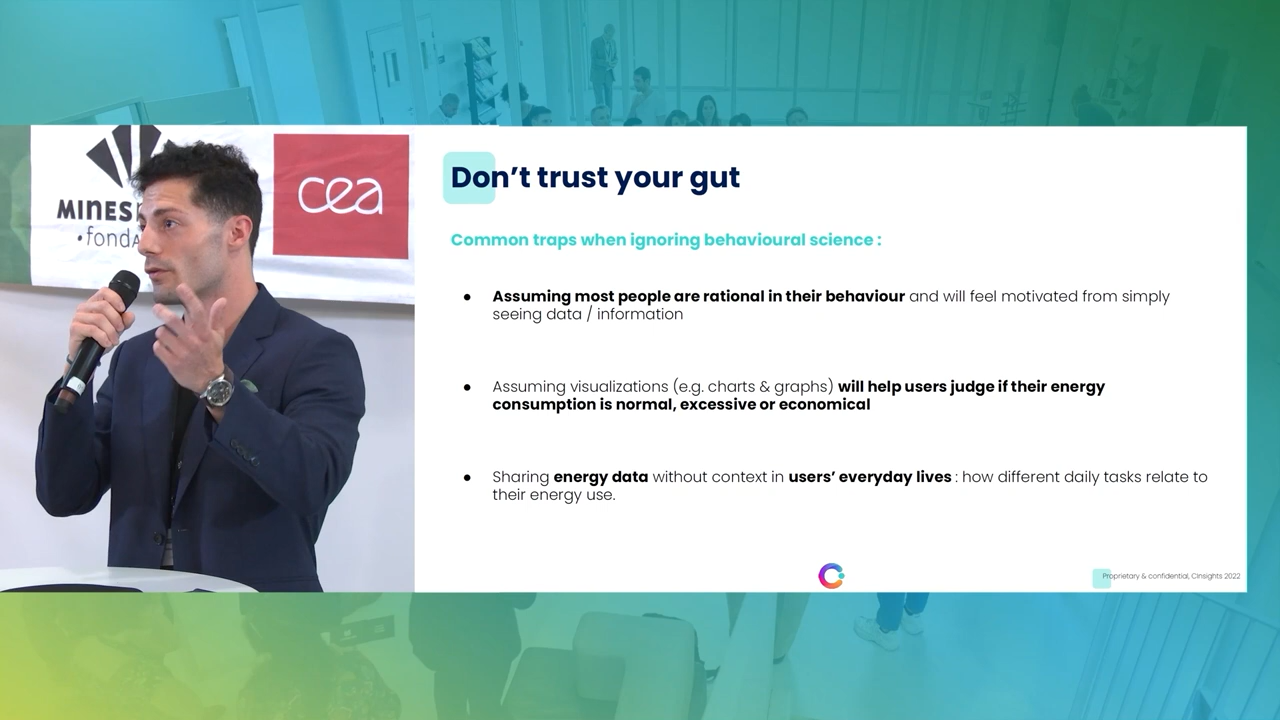 MINES
•fondA
cea
Don’t trust your gut
Common traps when ignoring behavioural science :
● Assuming most people are rational in their behaviour and will feel motivated from simply
seeing data / information
● Assuming visualizations (e.g. charts & graphs) will help users judge if their energy
consumption is normal, excessive or economical
● Sharing energy data without context in users’ everyday lives : how different daily tasks relate to
their energy use.
Proprietary & confidential, CInsights 2022